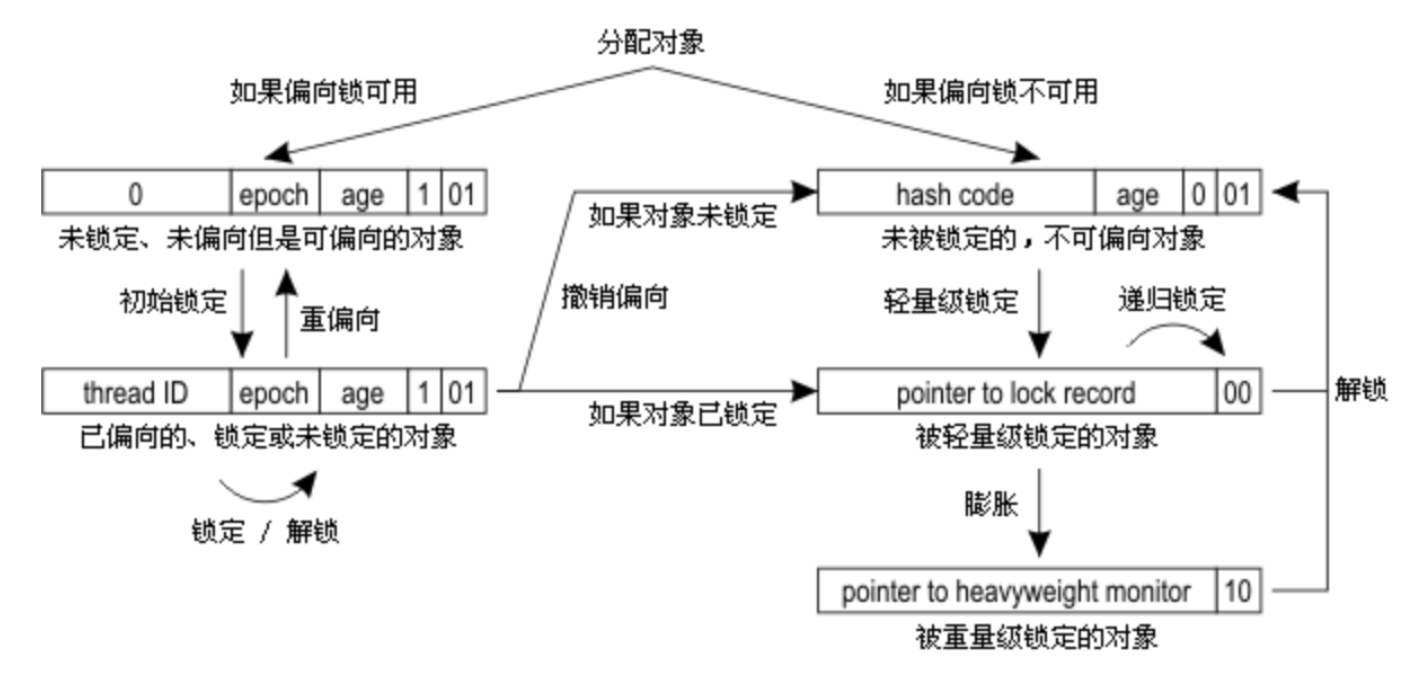 分配对象
如果偏向锁可用
如果偏向锁不可用
0 epoch age 1 01
hash code age 0 01
未锁定、未偏向但是可偏向的对象
如果对象未锁定
未被锁定的，不可偏向对象
初始锁定
重偏向
撤销偏向
轻量级锁定
递归锁定
thread ID epoch age 1 01
pointer to lock record 00
解锁
已偏向的、锁定或未锁定的对象
如果对象已锁定
被轻量级锁定的对象
锁定 / 解锁
膨胀
pointer to heavyweight monitor 10
被重量级锁定的对象